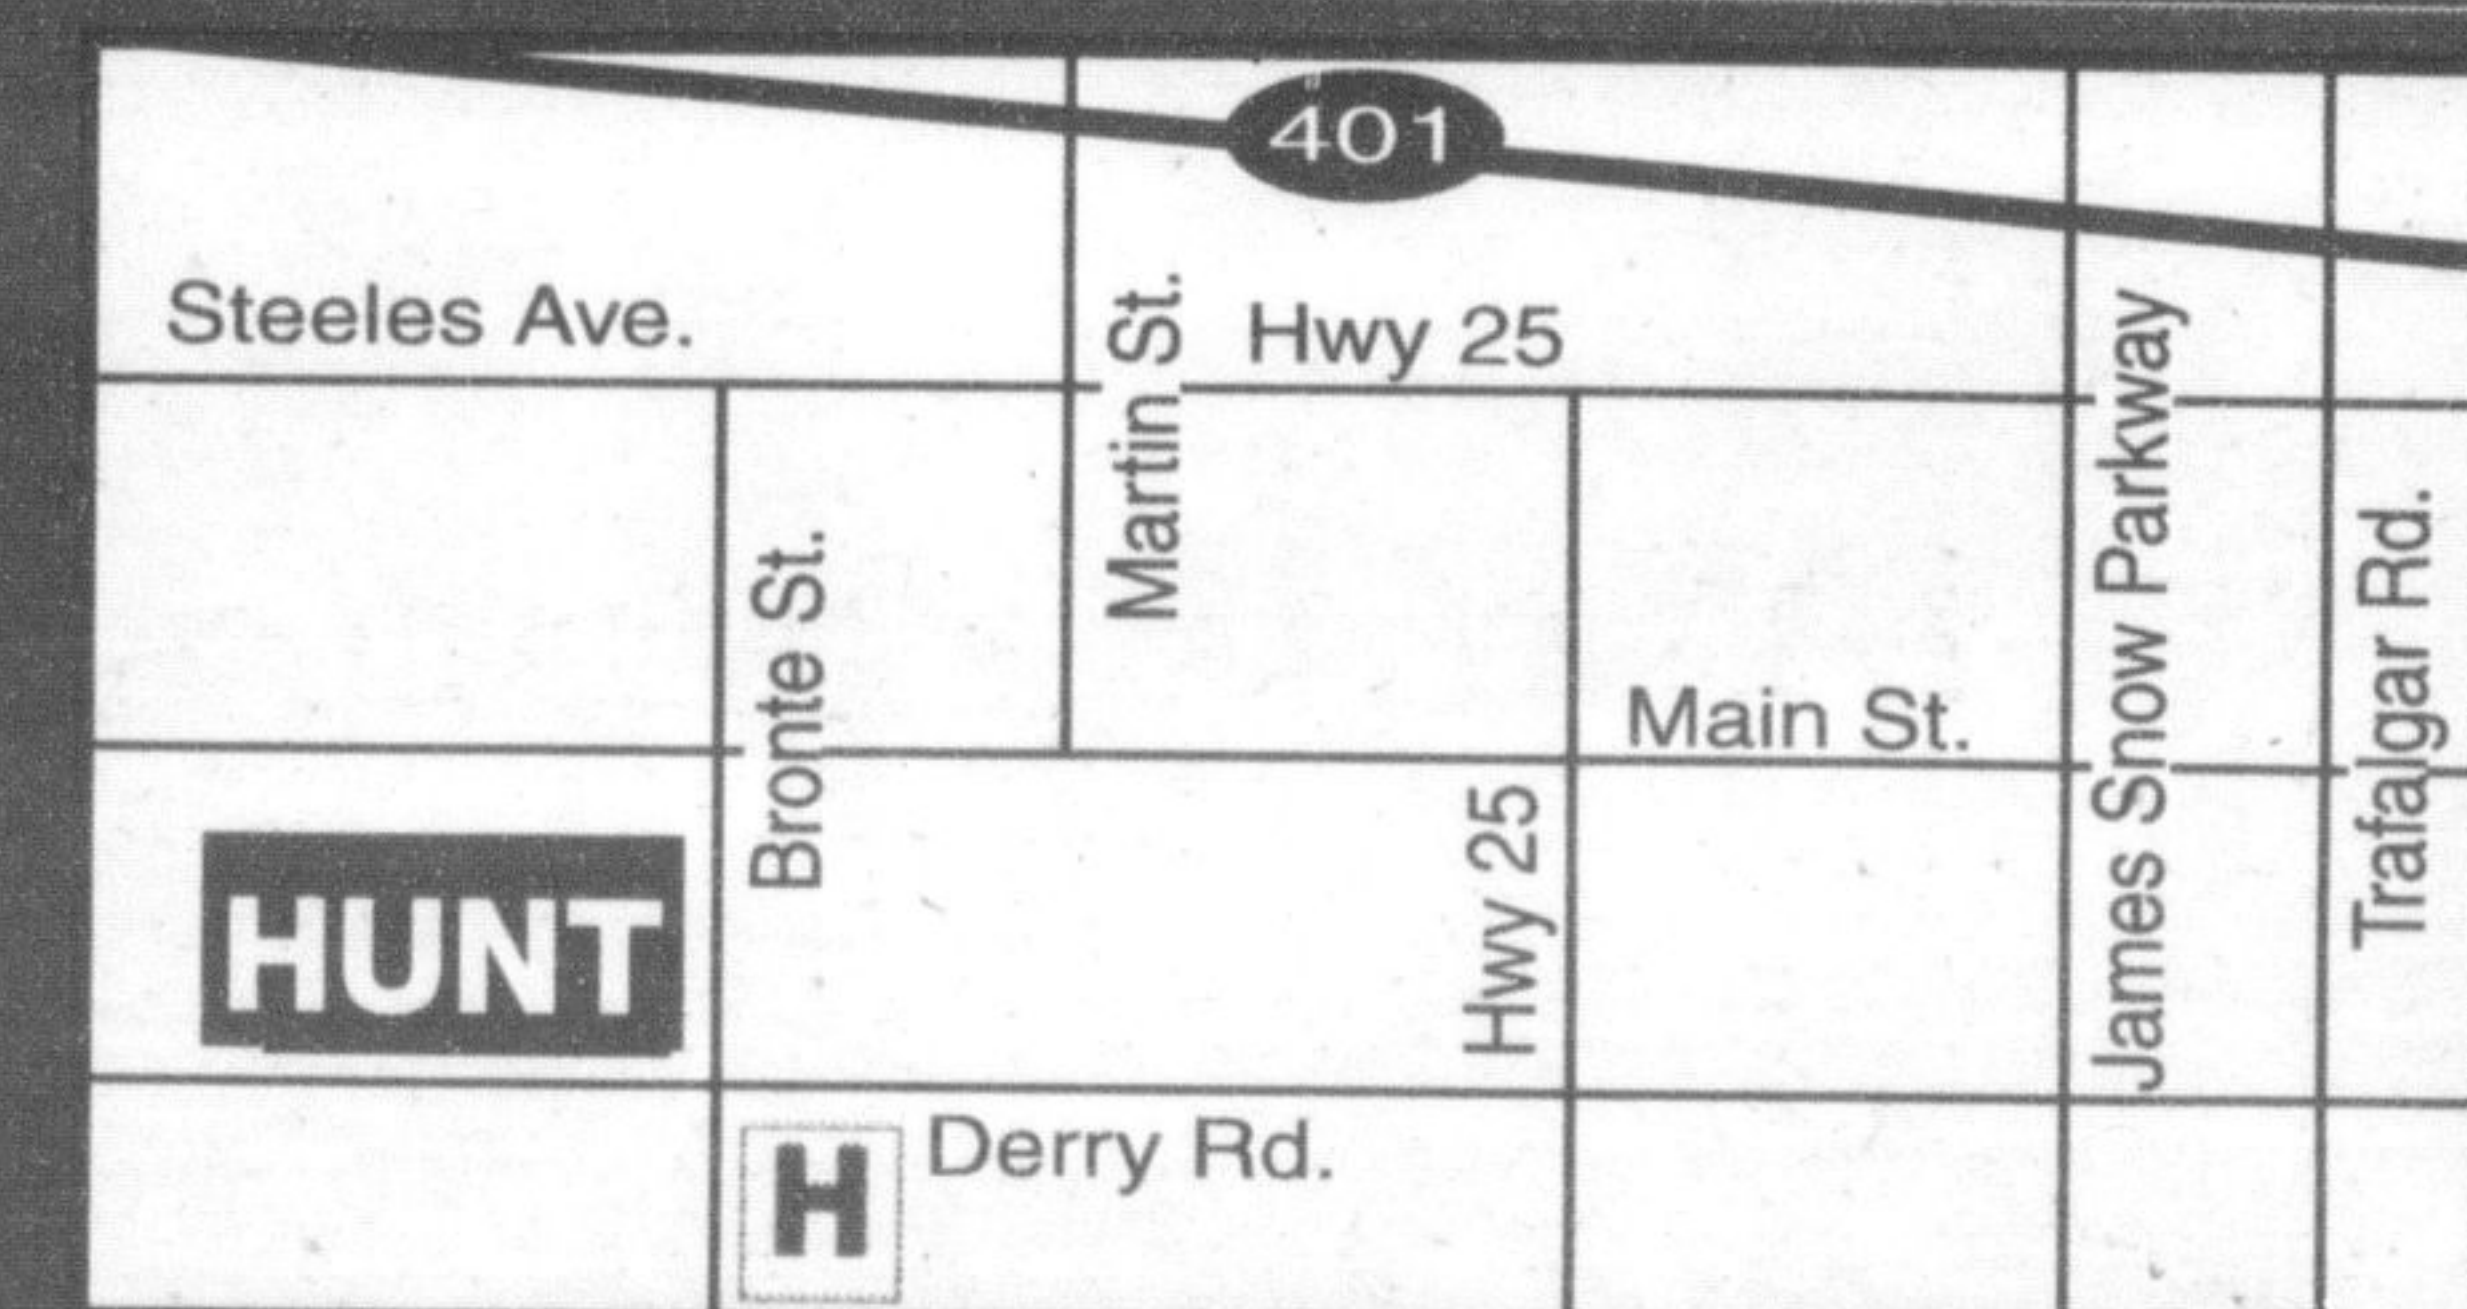 401
Steeles Ave.
Martin St.
Hwy 25
James Snow Parkway
Trafalgar Rd.
Bronte St.
Main St.
Hwy 25
HUNT
H
Derry Rd.